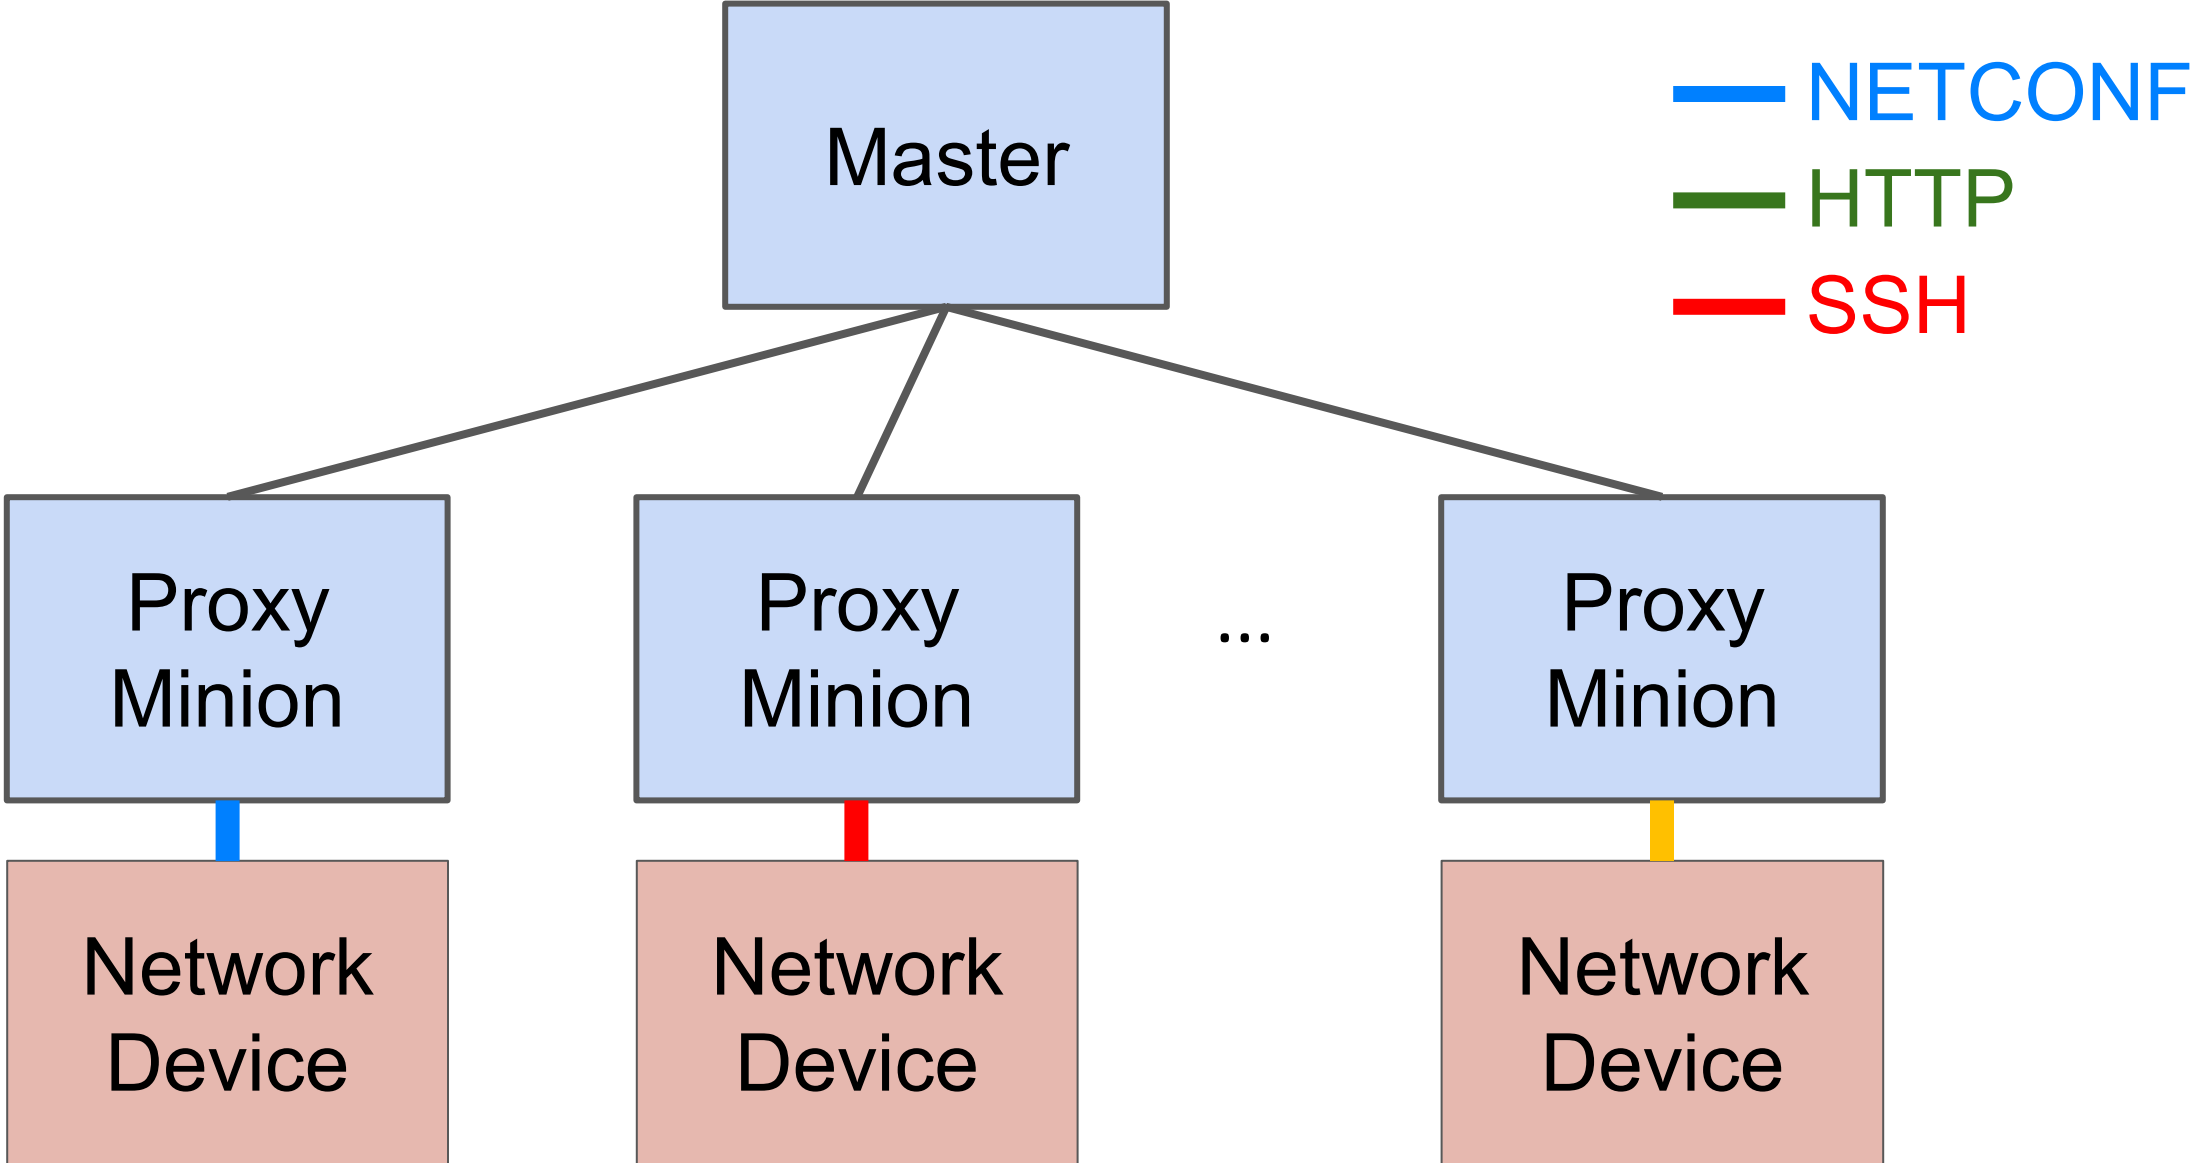 Master
NETCONF
HTTP
SSH
Proxy
Minion
Proxy
Minion
...
Proxy
Minion
Network
Device
Network
Device
Network
Device